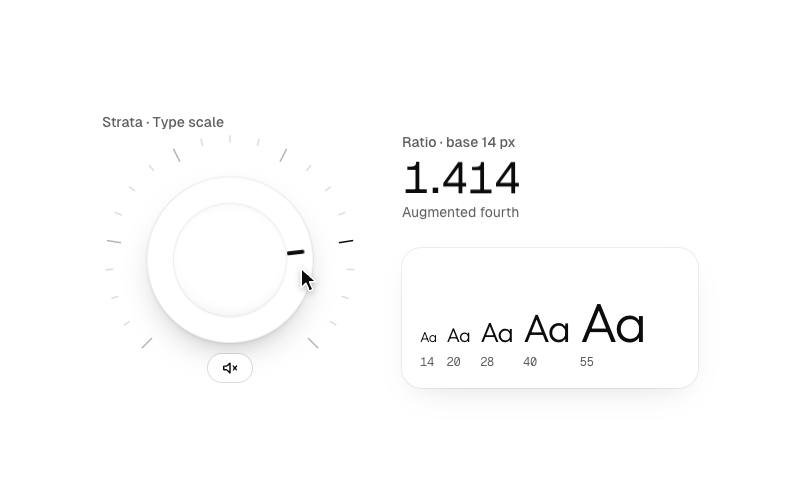 Strata · Type scale
Ratio · base 14 px
1.414
Augmented fourth
Aa Aa Aa Aa Aa
14 20 28 40 55